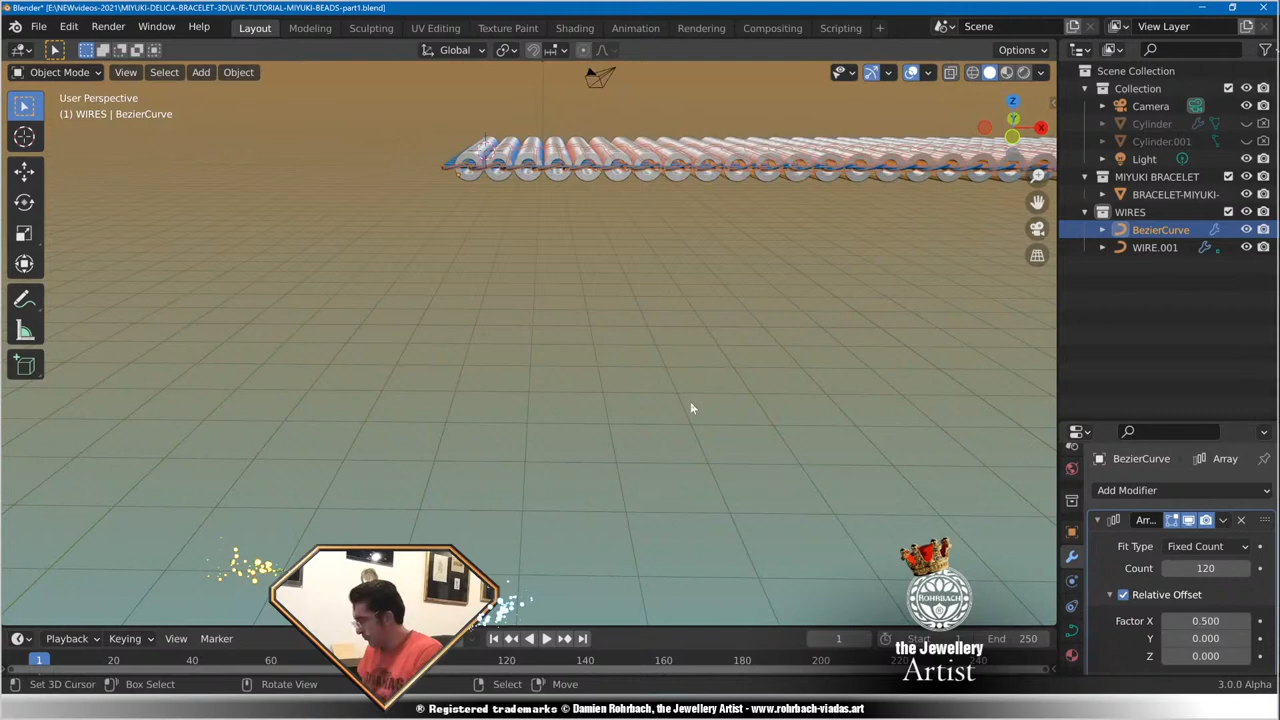 Blender* [E:\NEWvideos-2021\MIYUKI-DELICA-BRACELET-3D\LIVE-TUTORIAL-MIYUKI-BEADS-part1.blend]
File Edit Render Window Help
Layout Modeling Sculpting UV Editing Texture Paint Shading Animation Rendering Compositing Scripting +
Scene
View Layer
Global
Options
Object Mode View Select Add Object
User Perspective
(1) WIRES | BezierCurve
Z
Y
X
Scene Collection
Collection
Camera
Cylinder
Cylinder.001
Light
MIYUKI BRACELET
BRACELET-MIYUKI-
WIRES
BezierCurve
WIRE.001
BezierCurve Array
Add Modifier
Arr...
Fit Type Fixed Count
Count 120
Relative Offset
Factor X 0.500
Y 0.000
Z 0.000
ROHRBACH
the Jewellery
Artist
Playback Keying View Marker
1 Start 1 End 250
1 20 40 60 120 140 160 180 200 220 240
Set 3D Cursor Box Select Rotate View Select Move
3.0.0 Alpha
® Registered trademarks © Damien Rohrbach, the Jewellery Artist - www.rohrbach-viadas.art